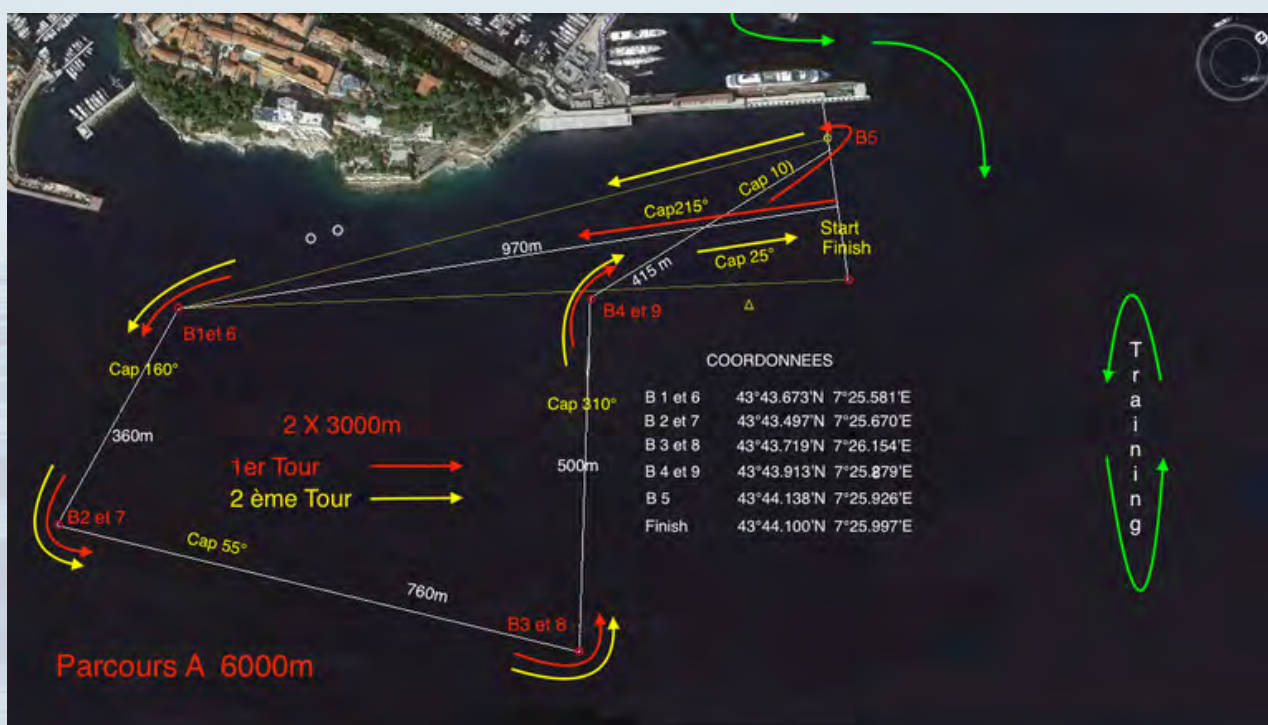 B5
Cap 10)
Cap215°
Start
Finish
970m
Cap 25°
415 m
B1et 6
B4 et 9
Cap 160°
COORDONNEES
B 1 et 6 43°43.673'N 7°25.581'E
B 2 et 7 43°43.497'N 7°25.670'E
B 3 et 8 43°43.719'N 7°26.154'E
B 4 et 9 43°43.913'N 7°25.879'E
B 5 43°44.138'N 7°25.926'E
Finish 43°44.100'N 7°25.997'E
Cap 310°
2 X 3000m
360m
1er Tour
500m
2 ème Tour
B2 et 7
Cap 55°
760m
B3 et 8
Parcours A 6000m
Training